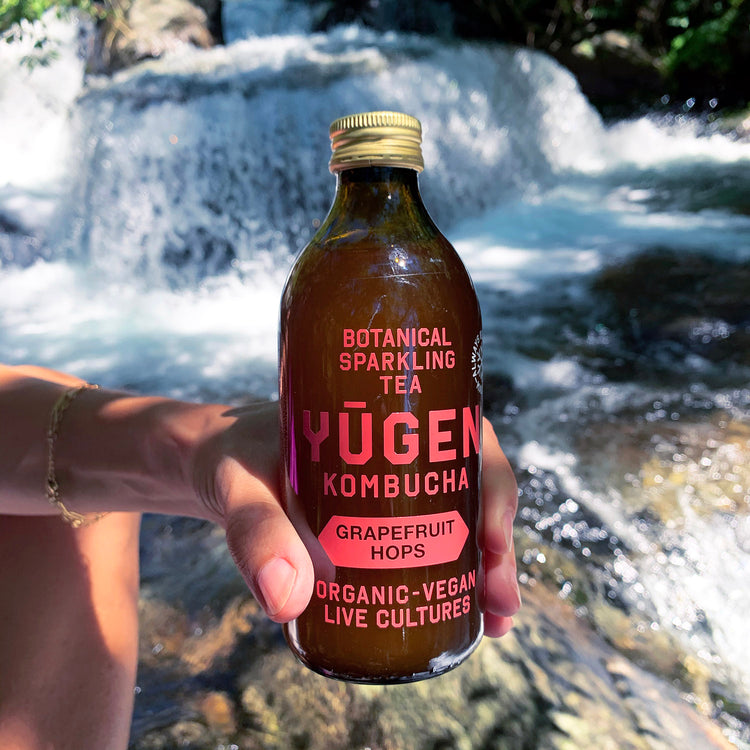 BOTANICAL
SPARKLING
TEA
YŪGEN
KOMBUCHA
GRAPEFRUIT
HOPS
ORGANIC-VEGAN
LIVE CULTURES